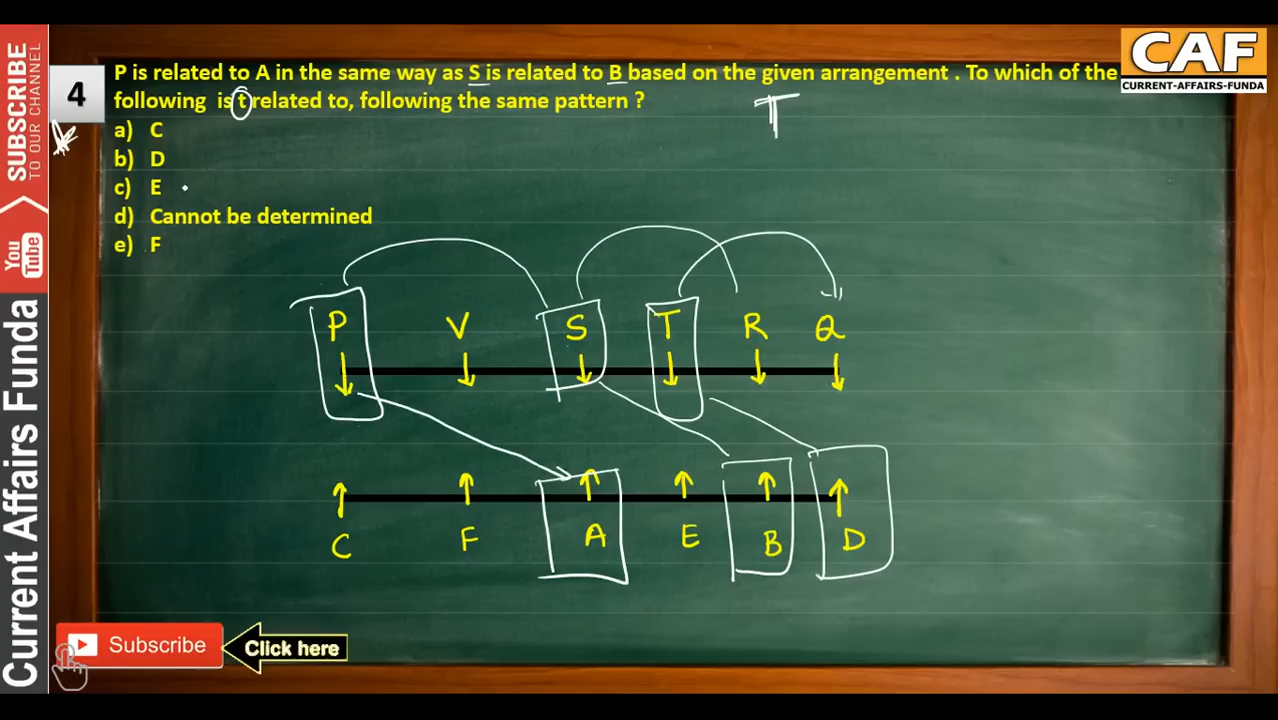 SUBSCRIBE
TO OUR CHANNEL
You Tube
Current Affairs Funda
CAF
CURRENT-AFFAIRS-FUNDA
4
P is related to A in the same way as S is related to B based on the given arrangement . To which of the
following is t related to, following the same pattern ?
T
a) C
b) D
c) E
d) Cannot be determined
e) F
P V S T R Q
C F A E B D
Subscribe
Click here